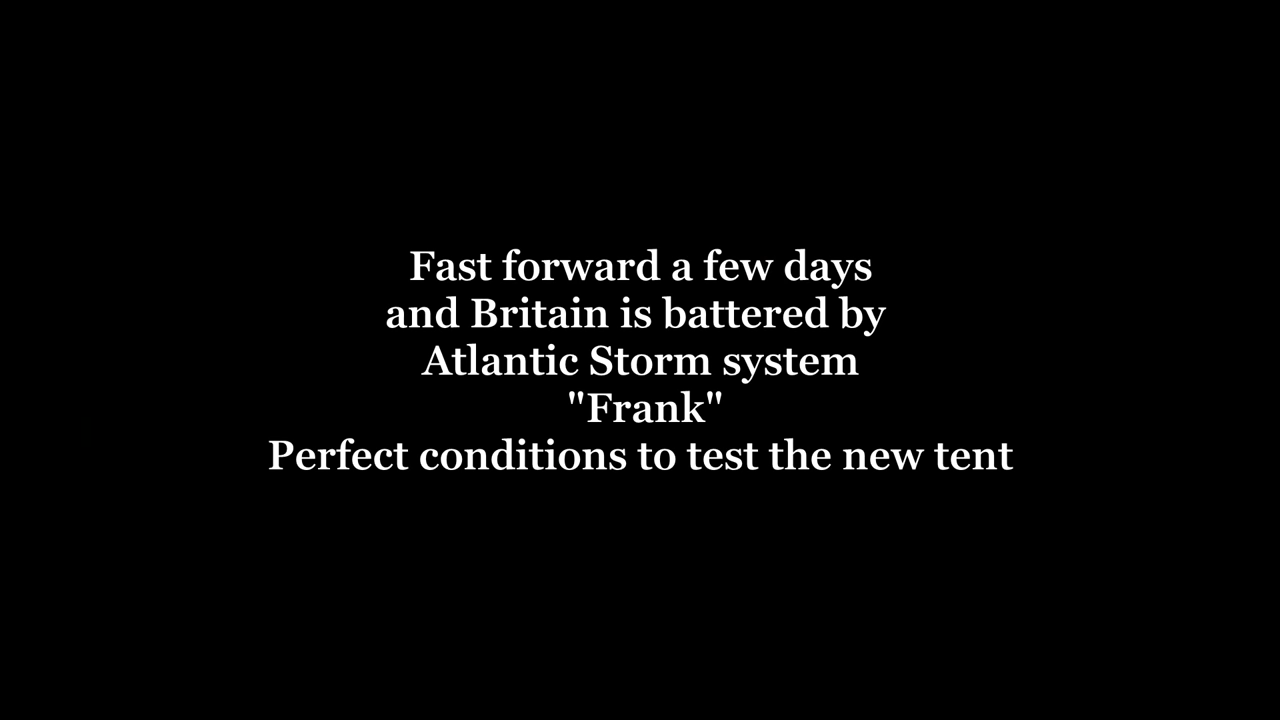 Fast forward a few days
and Britain is battered by
Atlantic Storm system
"Frank"
Perfect conditions to test the new tent